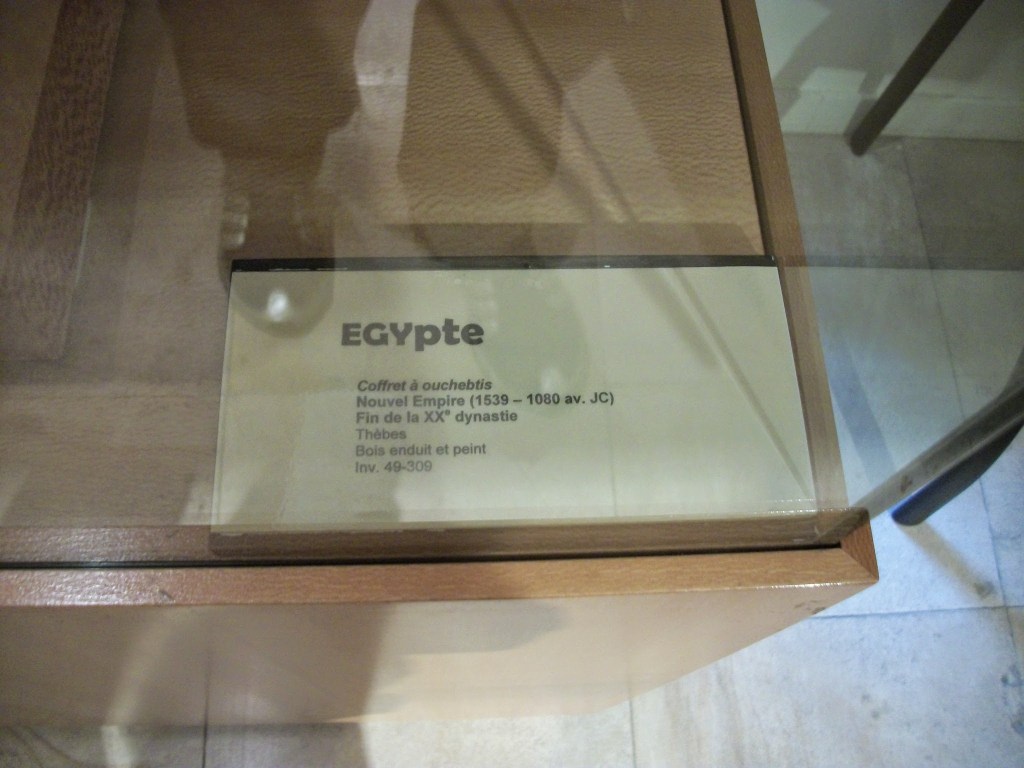 EGYpte
Coffret à ouchebtis
Nouvel Empire (1539 – 1080 av. JC)
Fin de la XXᵉ dynastie
Thèbes
Bois enduit et peint
Inv. 49-309